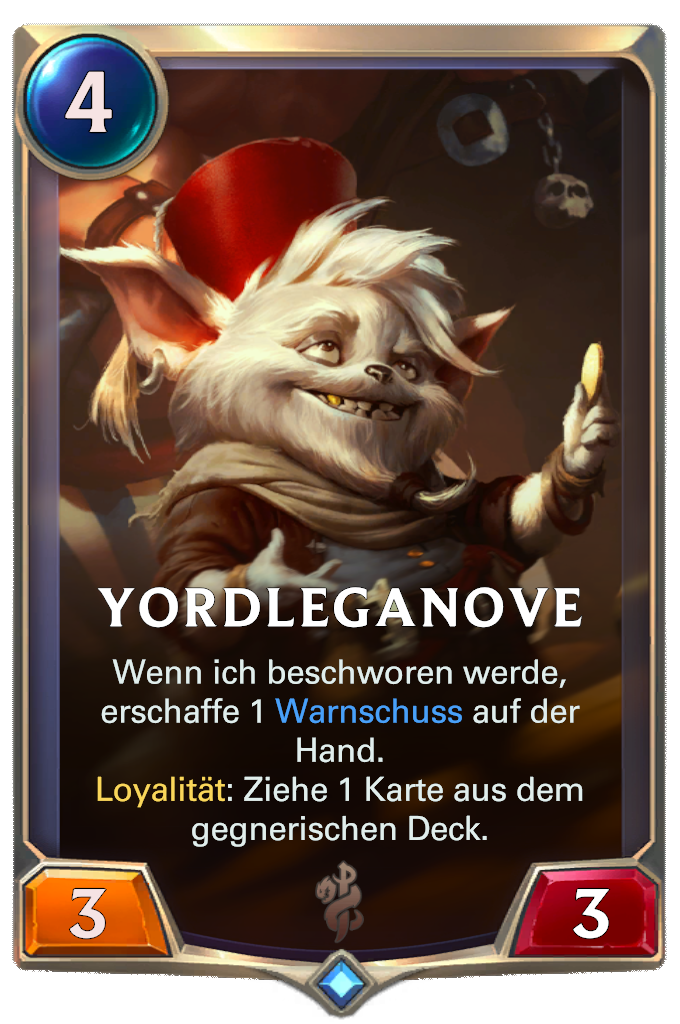 4
YORDLEGANOVE
Wenn ich beschworen werde,
erschaffe 1 Warnschuss auf der
Hand.
Loyalität: Ziehe 1 Karte aus dem
gegnerischen Deck.
3
3